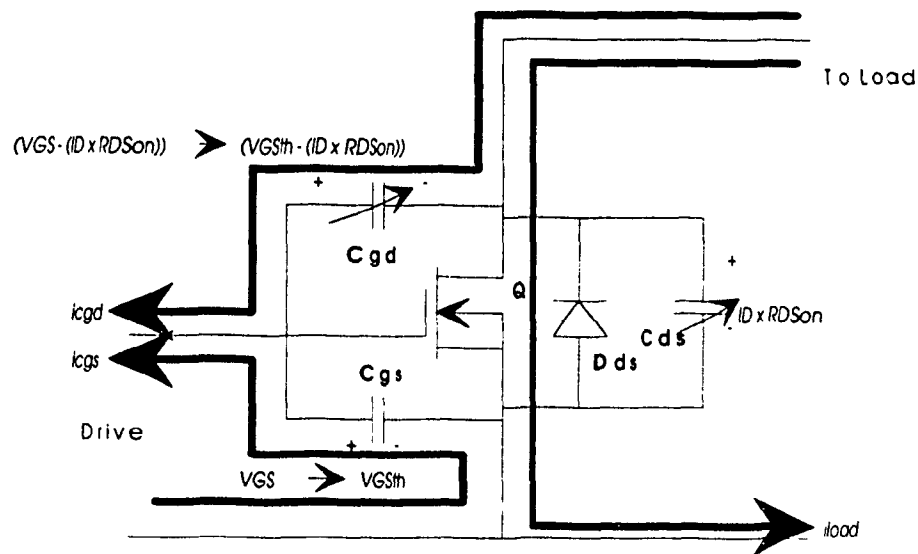 To Load
(VGS - (ID x RDSon)) (VGSth - (ID x RDSon))
+ -
Cgd
+
Q
icgd
ID x RDSon
Cds
-
Dds
icgs
Cgs
Drive
+ -
VGS VGSth
iload